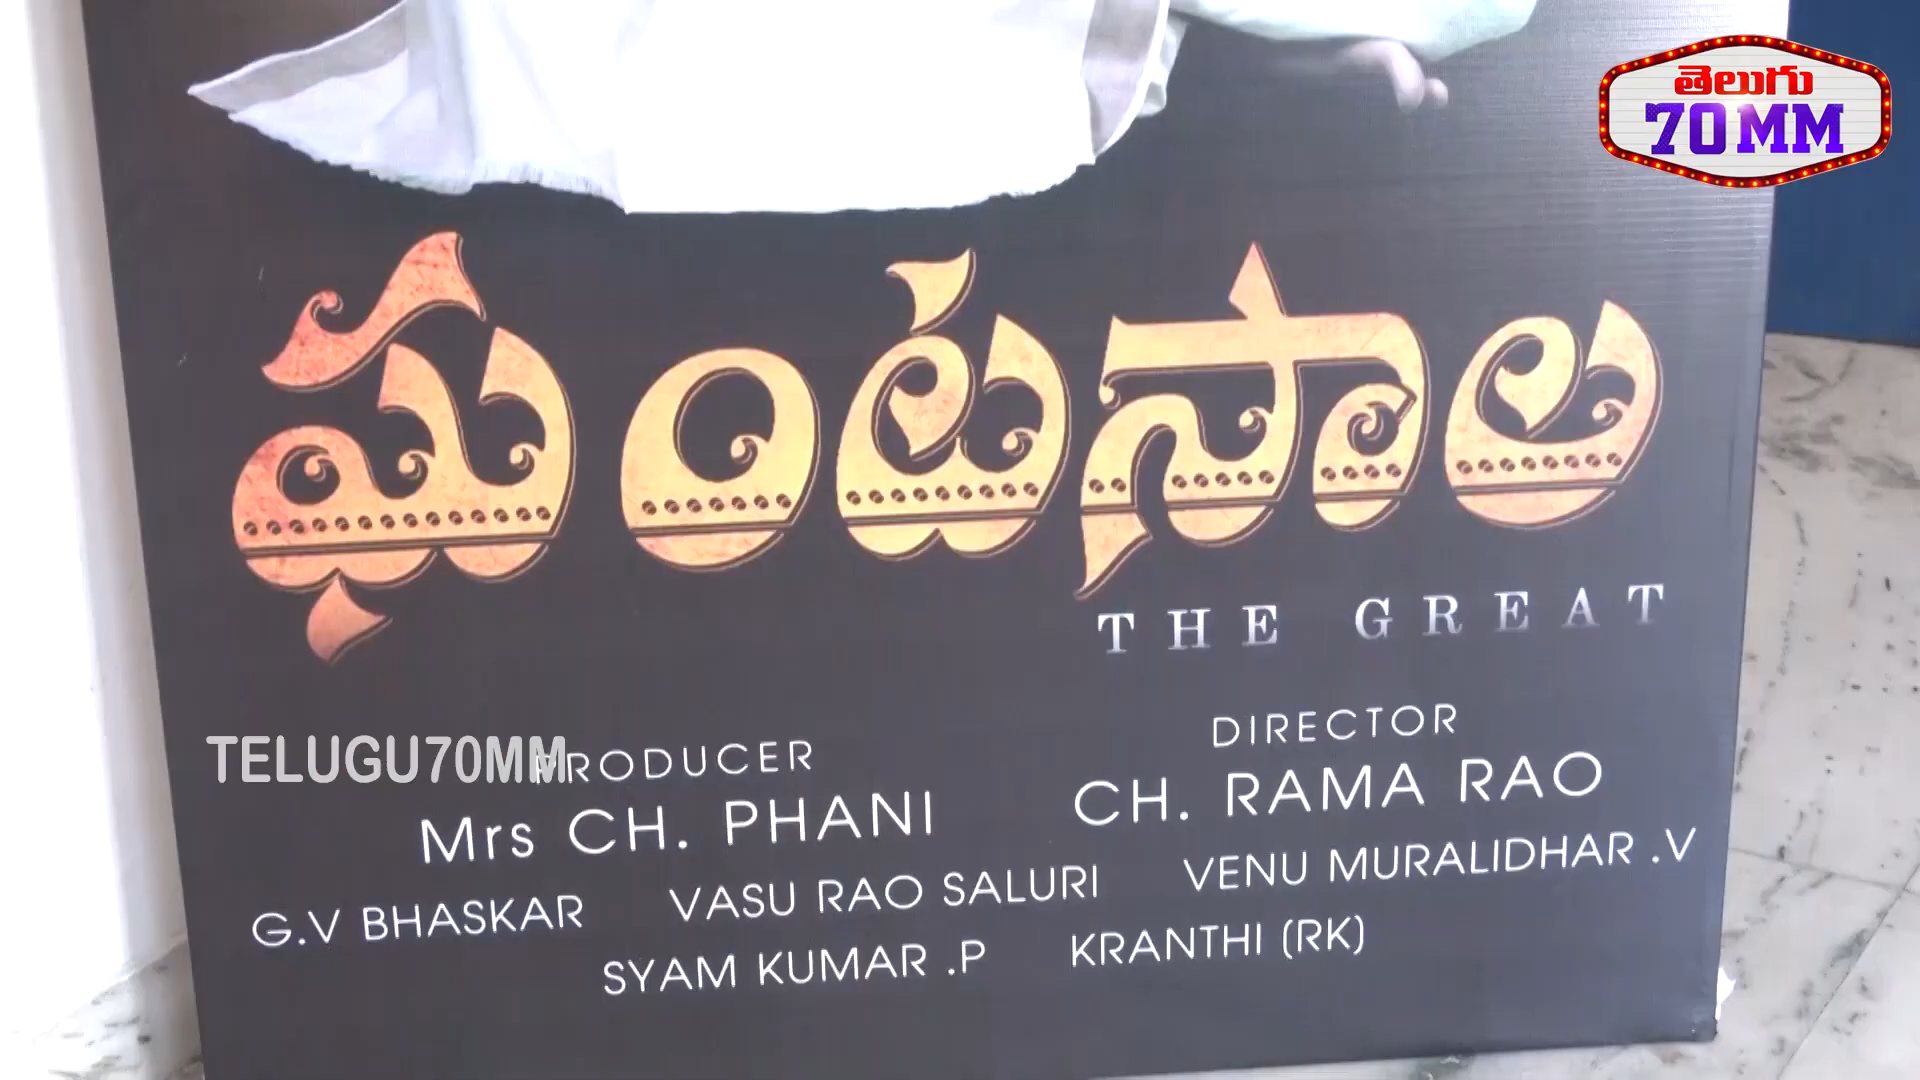 తెలుగు
70MM
ఘంటసాల
THE GREAT
TELUGU70MM
PRODUCER
Mrs CH. PHANI
DIRECTOR
CH. RAMA RAO
G.V BHASKAR VASU RAO SALURI VENU MURALIDHAR .V
SYAM KUMAR .P KRANTHI (RK)